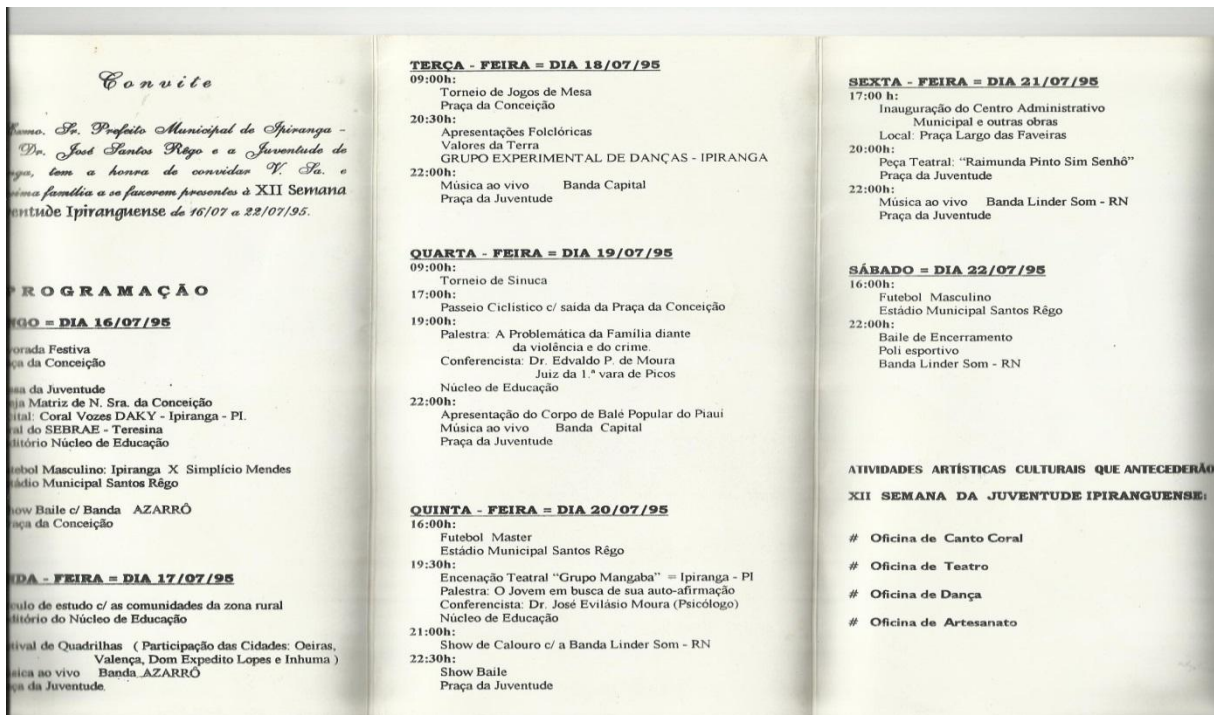 Convite
Sr. Prefeito Municipal de Ipiranga -
Dr. José Santos Rêgo e a Juventude de
tem a honra de convidar V. Sa. e
família a se fazerem presentes à XII Semana
Ipiranguense de 16/07 a 22/07/95.
PROGRAMAÇÃO
= DIA 16/07/95
Festiva
da Conceição
da Juventude
Matriz de N. Sra. da Conceição
Coral Vozes DAKY - Ipiranga - PI.
do SEBRAE - Teresina
Núcleo de Educação
Masculino: Ipiranga X Simplício Mendes
Municipal Santos Rêgo
Baile c/ Banda AZARRÔ
da Conceição
- FEIRA = DIA 17/07/95
de estudo c/ as comunidades da zona rural
do Núcleo de Educação
de Quadrilhas ( Participação das Cidades: Oeiras,
Valença, Dom Expedito Lopes e Inhuma )
ao vivo Banda AZARRÔ
da Juventude.
TERÇA - FEIRA = DIA 18/07/95
09:00h:
Torneio de Jogos de Mesa
Praça da Conceição
20:30h:
Apresentações Folclóricas
Valores da Terra
GRUPO EXPERIMENTAL DE DANÇAS - IPIRANGA
22:00h:
Música ao vivo Banda Capital
Praça da Juventude
QUARTA - FEIRA = DIA 19/07/95
09:00h:
Torneio de Sinuca
17:00h:
Passeio Ciclístico c/ saída da Praça da Conceição
19:00h:
Palestra: A Problemática da Família diante
da violência e do crime.
Conferencista: Dr. Edvaldo P. de Moura
Juiz da 1.ª vara de Picos
Núcleo de Educação
22:00h:
Apresentação do Corpo de Balé Popular do Piauí
Música ao vivo Banda Capital
Praça da Juventude
QUINTA - FEIRA = DIA 20/07/95
16:00h:
Futebol Master
Estádio Municipal Santos Rêgo
19:30h:
Encenação Teatral "Grupo Mangaba" = Ipiranga - PI
Palestra: O Jovem em busca de sua auto-afirmação
Conferencista: Dr. José Evilásio Moura (Psicólogo)
Núcleo de Educação
21:00h:
Show de Calouro c/ a Banda Linder Som - RN
22:30h:
Show Baile
Praça da Juventude
SEXTA - FEIRA = DIA 21/07/95
17:00 h:
Inauguração do Centro Administrativo
Municipal e outras obras
Local: Praça Largo das Faveiras
20:00h:
Peça Teatral: "Raimunda Pinto Sim Senhô"
Praça da Juventude
22:00h:
Música ao vivo Banda Linder Som - RN
Praça da Juventude
SÁBADO = DIA 22/07/95
16:00h:
Futebol Masculino
Estádio Municipal Santos Rêgo
22:00h:
Baile de Encerramento
Poli esportivo
Banda Linder Som - RN
ATIVIDADES ARTÍSTICAS CULTURAIS QUE ANTECEDERÃO
XII SEMANA DA JUVENTUDE IPIRANGUENSE:
# Oficina de Canto Coral
# Oficina de Teatro
# Oficina de Dança
# Oficina de Artesanato